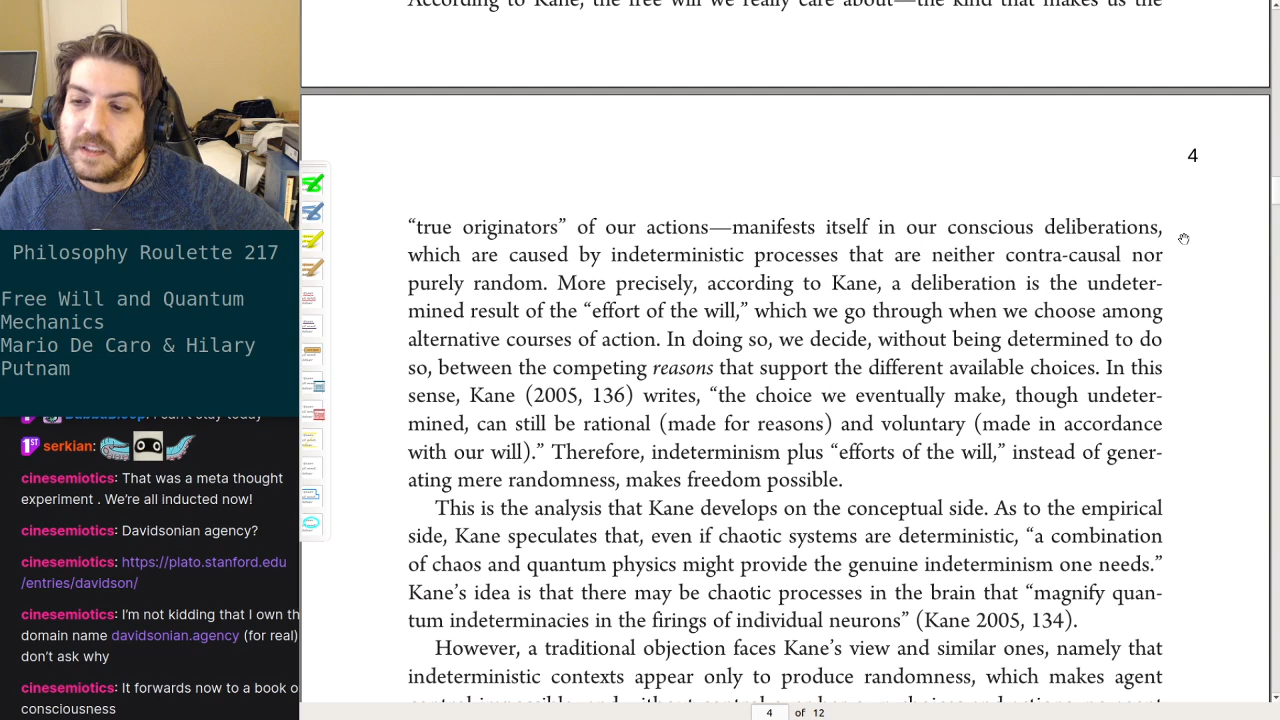 According to Kane, the free will we really care about—the kind that makes us the
4
“true originators” of our actions—manifests itself in our conscious deliberations,
which are caused by indeterministic processes that are neither contra-causal nor
purely random. More precisely, according to Kane, a deliberation is the undeter-
mined result of the “effort of the will,” which we go through when we choose among
alternative courses of action. In doing so, we decide, without being determined to do
so, between the competing reasons that support the different available choices. In this
sense, Kane (2005, 136) writes, “the choice we eventually make, though undeter-
mined, can still be rational (made for reasons) and voluntary (made in accordance
with our will).” Therefore, indeterminism plus “efforts of the will,” instead of gener-
ating mere randomness, makes freedom possible.
This is the analysis that Kane develops on the conceptual side. As to the empirical
side, Kane speculates that, even if chaotic systems are deterministic, “a combination
of chaos and quantum physics might provide the genuine indeterminism one needs.”
Kane’s idea is that there may be chaotic processes in the brain that “magnify quan-
tum indeterminacies in the firings of individual neurons” (Kane 2005, 134).
However, a traditional objection faces Kane’s view and similar ones, namely that
indeterministic contexts appear only to produce randomness, which makes agent
4 of 12
Philosophy Roulette 217
Free Will and Quantum
Mechanics
Mario De Caro & Hilary
Putnam
serkian:
cinesemiotics: That was a meta thought
experiment . We’re all inducted now!
cinesemiotics: Davidsonian agency?
cinesemiotics: https://plato.stanford.edu
/entries/davidson/
cinesemiotics: I’m not kidding that I own th
domain name davidsonian.agency (for real)
don’t ask why
cinesemiotics: It forwards now to a book o
consciousness